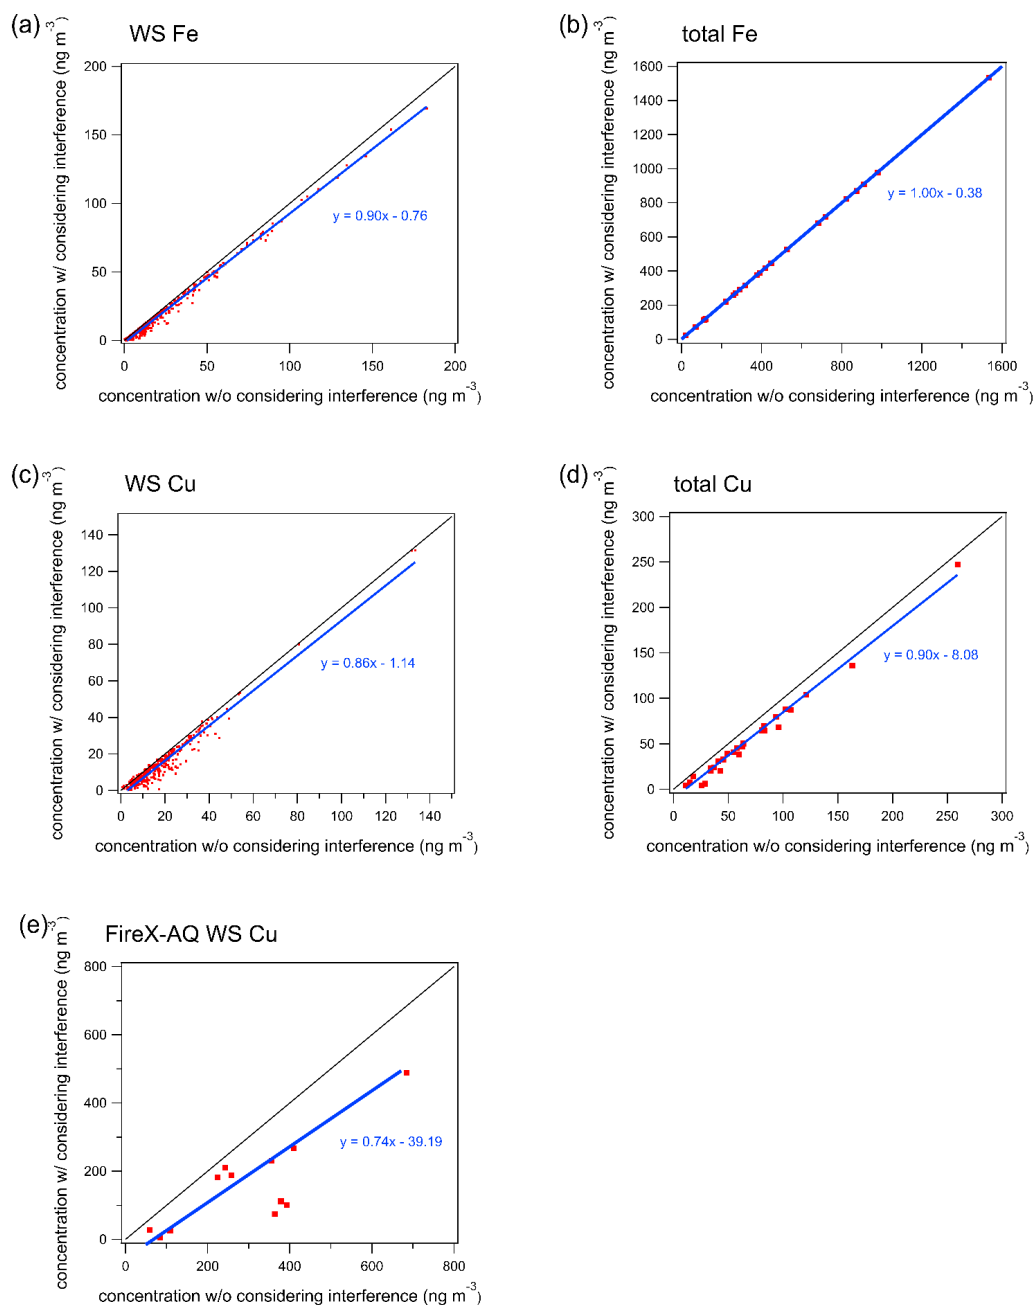 (a)
WS Fe
concentration w/ considering interference (ng m-3)
200
150
100
50
0
y = 0.90x - 0.76
0 50 100 150 200
concentration w/o considering interference (ng m-3)
(b)
total Fe
concentration w/ considering interference (ng m-3)
1600
1400
1200
1000
800
600
400
200
0
y = 1.00x - 0.38
0 400 800 1200 1600
concentration w/o considering interference (ng m-3)
(c)
WS Cu
concentration w/ considering interference (ng m-3)
140
120
100
80
60
40
20
0
y = 0.86x - 1.14
0 20 40 60 80 100 120 140
concentration w/o considering interference (ng m-3)
(d)
total Cu
concentration w/ considering interference (ng m-3)
300
250
200
150
100
50
0
y = 0.90x - 8.08
0 50 100 150 200 250 300
concentration w/o considering interference (ng m-3)
(e)
FireX-AQ WS Cu
concentration w/ considering interference (ng m-3)
800
600
400
200
0
y = 0.74x - 39.19
0 200 400 600 800
concentration w/o considering interference (ng m-3)